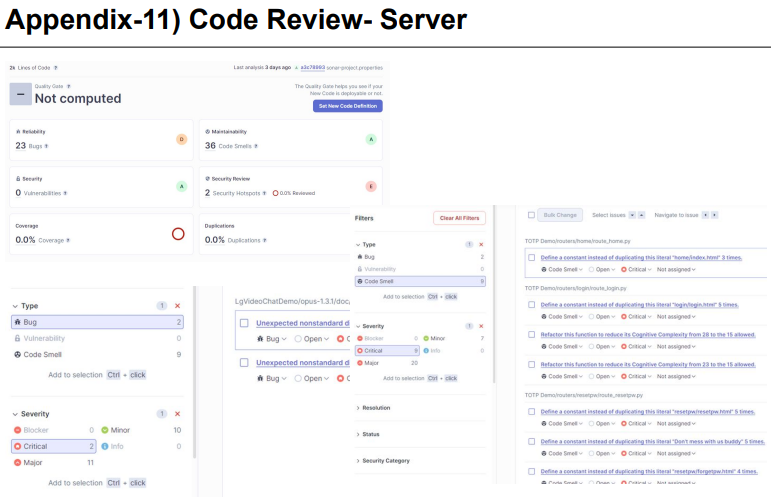 Appendix-11) Code Review- Server
2k Lines of Code
Last analysis 3 days ago a3c78993 sonar-project.properties
Quality Gate
Not computed
The Quality Gate helps you see if your
New Code is deployable or not.
Set New Code Definition
Reliability
23 Bugs
D
Maintainability
36 Code Smells
A
Security
0 Vulnerabilities
A
Security Review
2 Security Hotspots 0.0% Reviewed
E
Coverage
0.0% Coverage
Duplications
0.0% Duplications
Type 1
Bug 2
Vulnerability 0
Code Smell 9
Add to selection Ctrl + click
Severity 1
Blocker 0 Minor 10
Critical 2 Info 0
Major 11
Add to selection Ctrl + click
LgVideoChatDemo/opus-1.3.1/doc/
Unexpected nonstandard d
Bug Open C
Unexpected nonstandard d
Bug Open C
Filters
Clear All Filters
Type 1
Bug 2
Vulnerability 0
Code Smell 9
Add to selection Ctrl + click
Severity 1
Blocker 0 Minor 7
Critical 9 Info 0
Major 20
Add to selection Ctrl + click
Resolution
Status
Security Category
Bulk Change Select issues Navigate to issue
TOTP Demo/routers/home/route_home.py
Define a constant instead of duplicating this literal "home/index.html" 3 times.
Code Smell Open Critical Not assigned
TOTP Demo/routers/login/route_login.py
Define a constant instead of duplicating this literal "login/login.html" 5 times.
Code Smell Open Critical Not assigned
Refactor this function to reduce its Cognitive Complexity from 28 to the 15 allowed.
Code Smell Open Critical Not assigned
Refactor this function to reduce its Cognitive Complexity from 23 to the 15 allowed.
Code Smell Open Critical Not assigned
TOTP Demo/routers/resetpw/route_resetpw.py
Define a constant instead of duplicating this literal "resetpw/resetpw.html" 5 times.
Code Smell Open Critical Not assigned
Define a constant instead of duplicating this literal "Don't mess with us buddy" 5 times.
Code Smell Open Critical Not assigned
Define a constant instead of duplicating this literal "resetpw/forgetpw.html" 4 times.
Code Smell Open Critical Not assigned